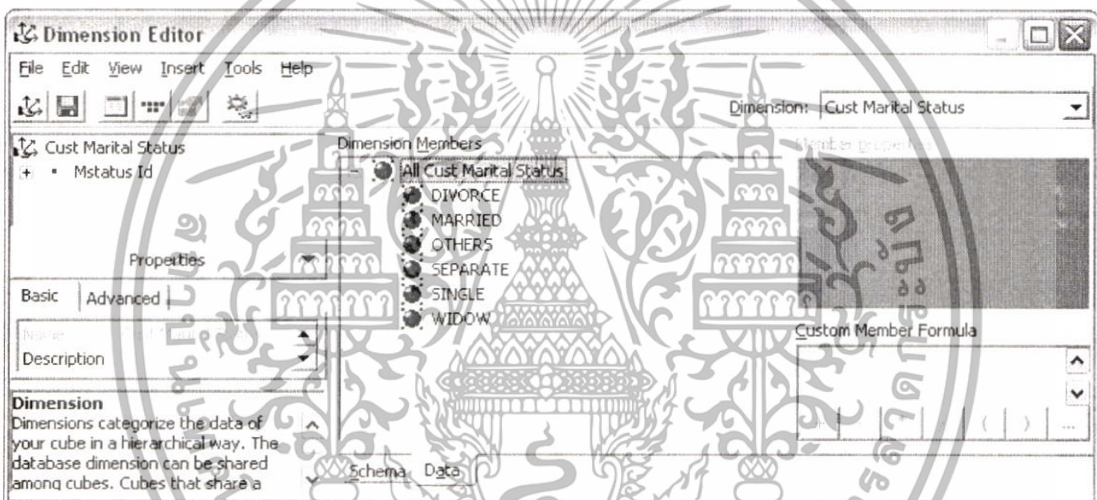 Dimension Editor
File Edit View Insert Tools Help
Dimension: Cust Marital Status
Cust Marital Status
Mstatus Id
Properties
Basic Advanced
Name
Description
Dimension
Dimensions categorize the data of
your cube in a hierarchical way. The
database dimension can be shared
among cubes. Cubes that share a
Dimension Members
All Cust Marital Status
DIVORCE
MARRIED
OTHERS
SEPARATE
SINGLE
WIDOW
Schema Data
Member Properties
Custom Member Formula
( ) ...